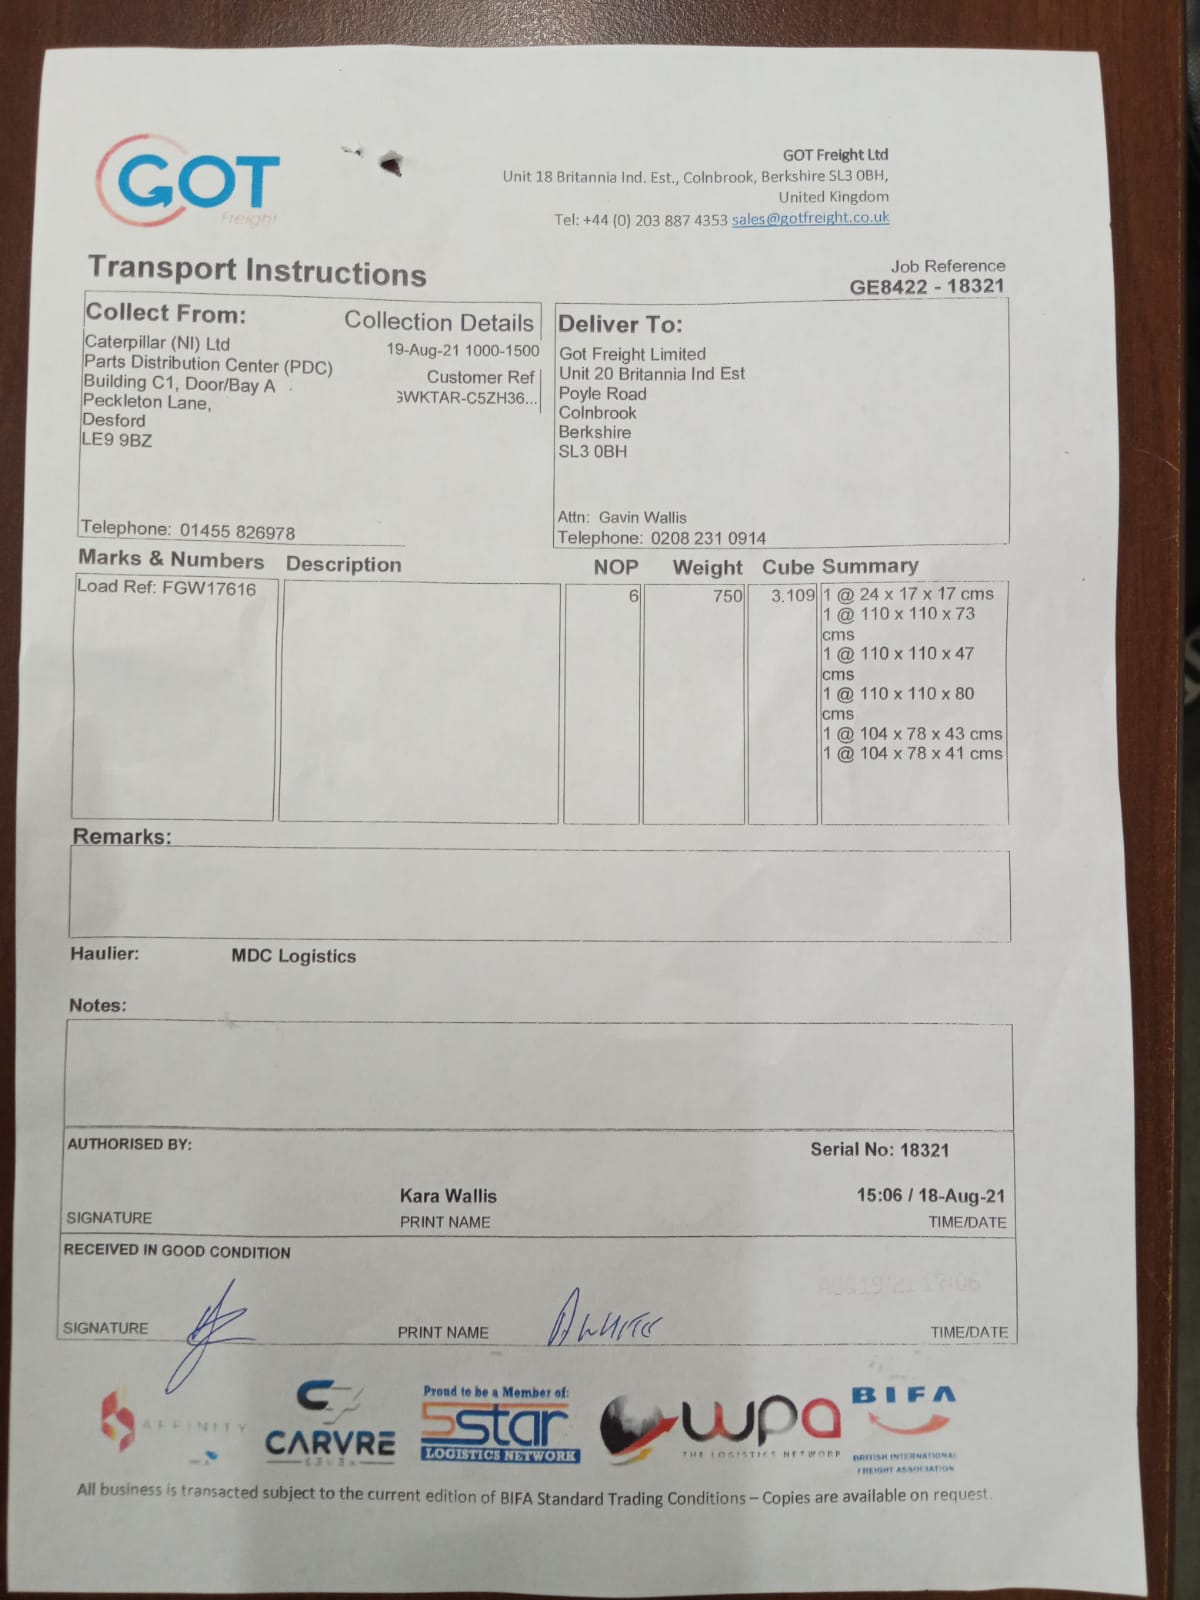 GOT
Freight
GOT Freight Ltd
Unit 18 Britannia Ind. Est., Colnbrook, Berkshire SL3 0BH,
United Kingdom
Tel: +44 (0) 203 887 4353 sales@gotfreight.co.uk
Transport Instructions
Job Reference
GE8422 - 18321
Collect From:
Caterpillar (NI) Ltd
Parts Distribution Center (PDC)
Building C1, Door/Bay A
Peckleton Lane,
Desford
LE9 9BZ
Telephone: 01455 826978
Collection Details
19-Aug-21 1000-1500
Customer Ref
GWKTAR-C5ZH36...
Deliver To:
Got Freight Limited
Unit 20 Britannia Ind Est
Poyle Road
Colnbrook
Berkshire
SL3 0BH
Attn: Gavin Wallis
Telephone: 0208 231 0914
Marks & Numbers Description NOP Weight Cube Summary
Load Ref: FGW17616 6 750 3.109 1 @ 24 x 17 x 17 cms
1 @ 110 x 110 x 73
cms
1 @ 110 x 110 x 47
cms
1 @ 110 x 110 x 80
cms
1 @ 104 x 78 x 43 cms
1 @ 104 x 78 x 41 cms
Remarks:
Haulier: MDC Logistics
Notes:
AUTHORISED BY:
Serial No: 18321
Kara Wallis 15:06 / 18-Aug-21
SIGNATURE PRINT NAME TIME/DATE
RECEIVED IN GOOD CONDITION
AUG 19 '21 17:06
SIGNATURE PRINT NAME TIME/DATE
AFFINITY
CARVRE
Proud to be a Member of:
5star
LOGISTICS NETWORK
wpa
THE LOGISTICS NETWORK
BIFA
BRITISH INTERNATIONAL
FREIGHT ASSOCIATION
All business is transacted subject to the current edition of BIFA Standard Trading Conditions – Copies are available on request.